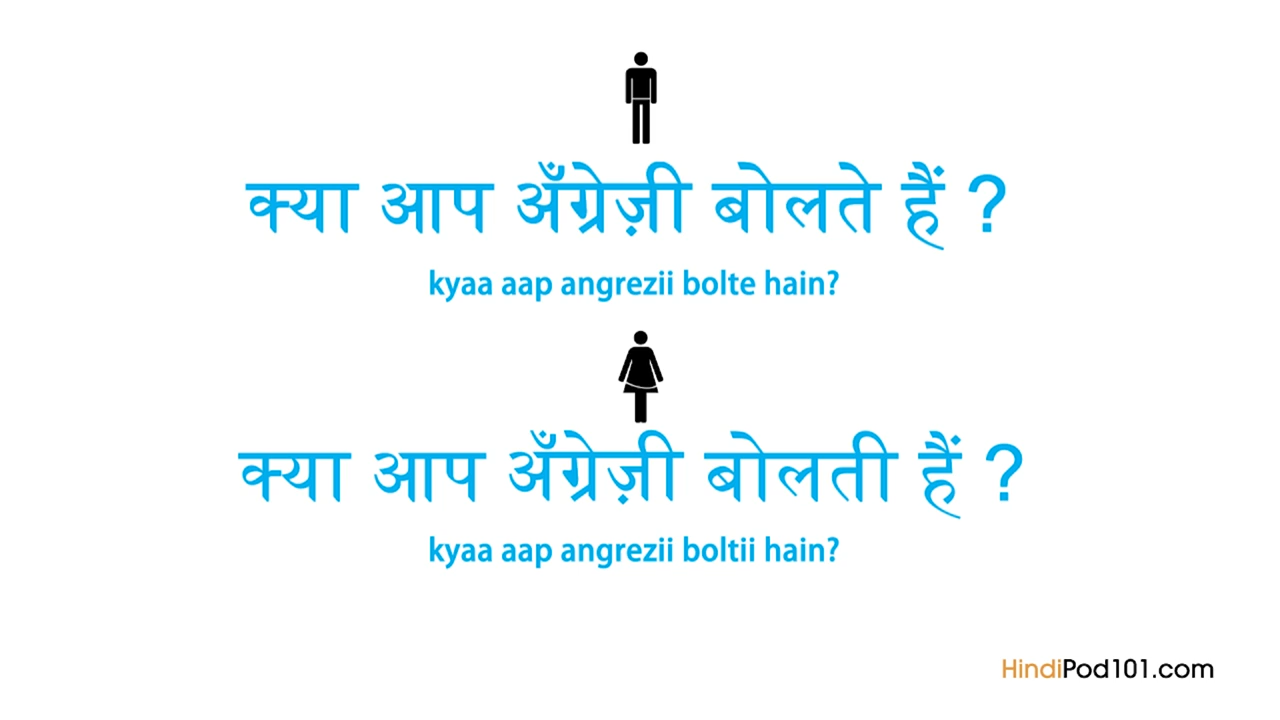 क्या आप अँग्रेज़ी बोलते हैं ?
kyaa aap angrezii bolte hain?
क्या आप अँग्रेज़ी बोलती हैं ?
kyaa aap angrezii boltii hain?
HindiPod101.com